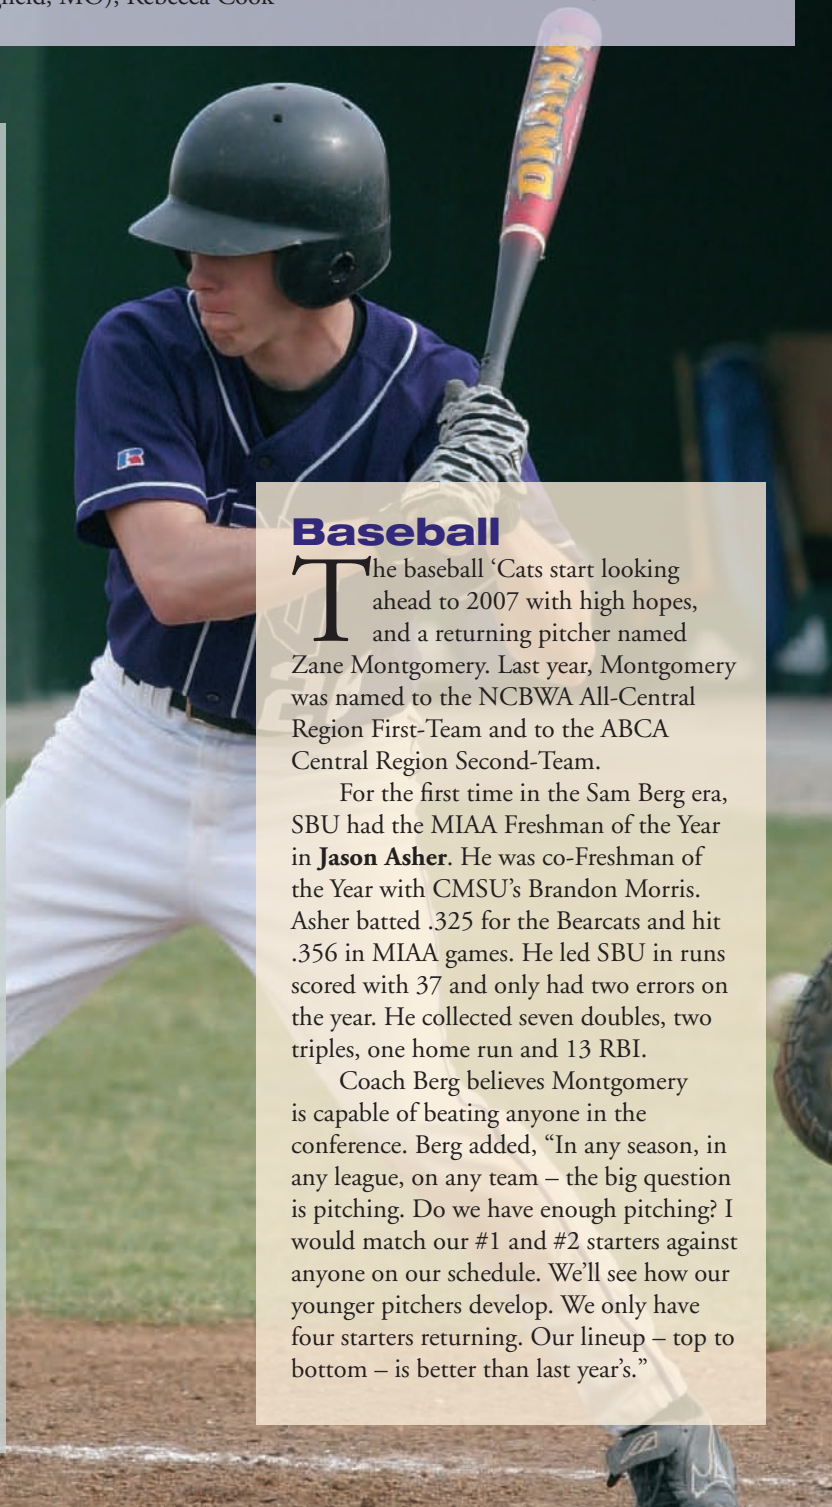 MO), Rebecca Cook
OMAHA
Baseball
The baseball ‘Cats start looking
ahead to 2007 with high hopes,
and a returning pitcher named
Zane Montgomery. Last year, Montgomery
was named to the NCBWA All-Central
Region First-Team and to the ABCA
Central Region Second-Team.
For the first time in the Sam Berg era,
SBU had the MIAA Freshman of the Year
in Jason Asher. He was co-Freshman of
the Year with CMSU’s Brandon Morris.
Asher batted .325 for the Bearcats and hit
.356 in MIAA games. He led SBU in runs
scored with 37 and only had two errors on
the year. He collected seven doubles, two
triples, one home run and 13 RBI.
Coach Berg believes Montgomery
is capable of beating anyone in the
conference. Berg added, “In any season, in
any league, on any team – the big question
is pitching. Do we have enough pitching? I
would match our #1 and #2 starters against
anyone on our schedule. We’ll see how our
younger pitchers develop. We only have
four starters returning. Our lineup – top to
bottom – is better than last year’s.”